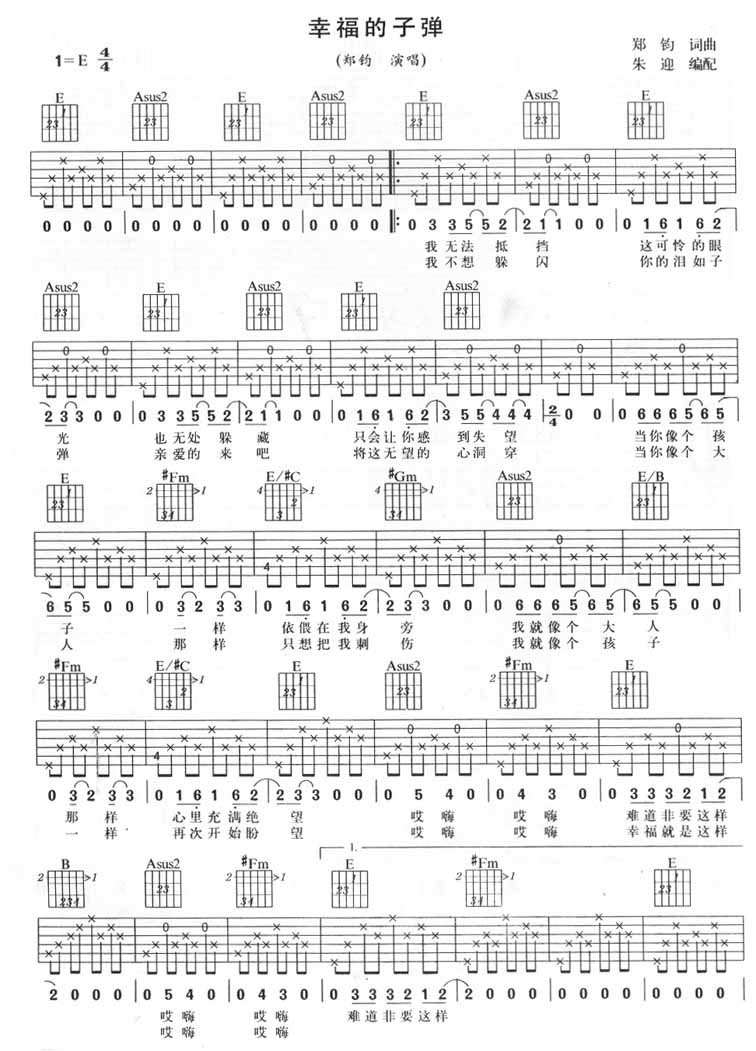 幸福的子弹
1=E 4/4
(郑钧 演唱)
郑钧 词曲
朱迎 编配
E Asus2 E Asus2 E Asus2 E
0 0 0 0 | 0 0 0 0 | 0 0 0 0 | 0 0 0 0 |: 0 3 3 5 5 2 | 2 1 1 0 0 | 0 1 6 1 6 2
我无法抵挡 这可怜的眼
我不想躲闪 你的泪如子
Asus2 E Asus2 E Asus2
2 3 3 0 0 | 0 3 3 5 5 2 | 2 1 1 0 0 | 0 1 6 1 6 2 | 3 5 5 4 4 4 | 2/4 0 0 | 0 6 6 6 5 6 5
光 也无处躲藏 只会让你感到失望 当你像个孩
弹 亲爱的来吧 将这无望的心洞穿 当你像个大
E #Fm E/#C #Gm Asus2 E/B
6 5 5 0 0 | 0 3 2 3 3 | 0 1 6 1 6 2 | 2 3 3 0 0 | 0 6 6 6 5 6 5 | 6 5 5 0 0
子 一样 依偎在我身旁 我就像个大人
人 那样 只想把我刺伤 我就像个孩子
#Fm E/#C E Asus2 #Fm E
0 3 2 3 3 | 0 1 6 1 6 2 | 2 3 3 0 0 | 0 5 4 0 | 0 4 3 0 | 0 3 3 3 2 1 2
那样 心里充满绝望 哎嗨 哎嗨 难道非要这样
一样 再次开始盼望 哎嗨 哎嗨 幸福就是这样
B Asus2 #Fm 1. E #Fm E
2 0 0 0 | 0 5 4 0 | 0 4 3 0 | 0 3 3 3 2 1 2 | 2 0 0 0 | 0 0 0 0
哎嗨 哎嗨 难道非要这样
哎嗨 哎嗨